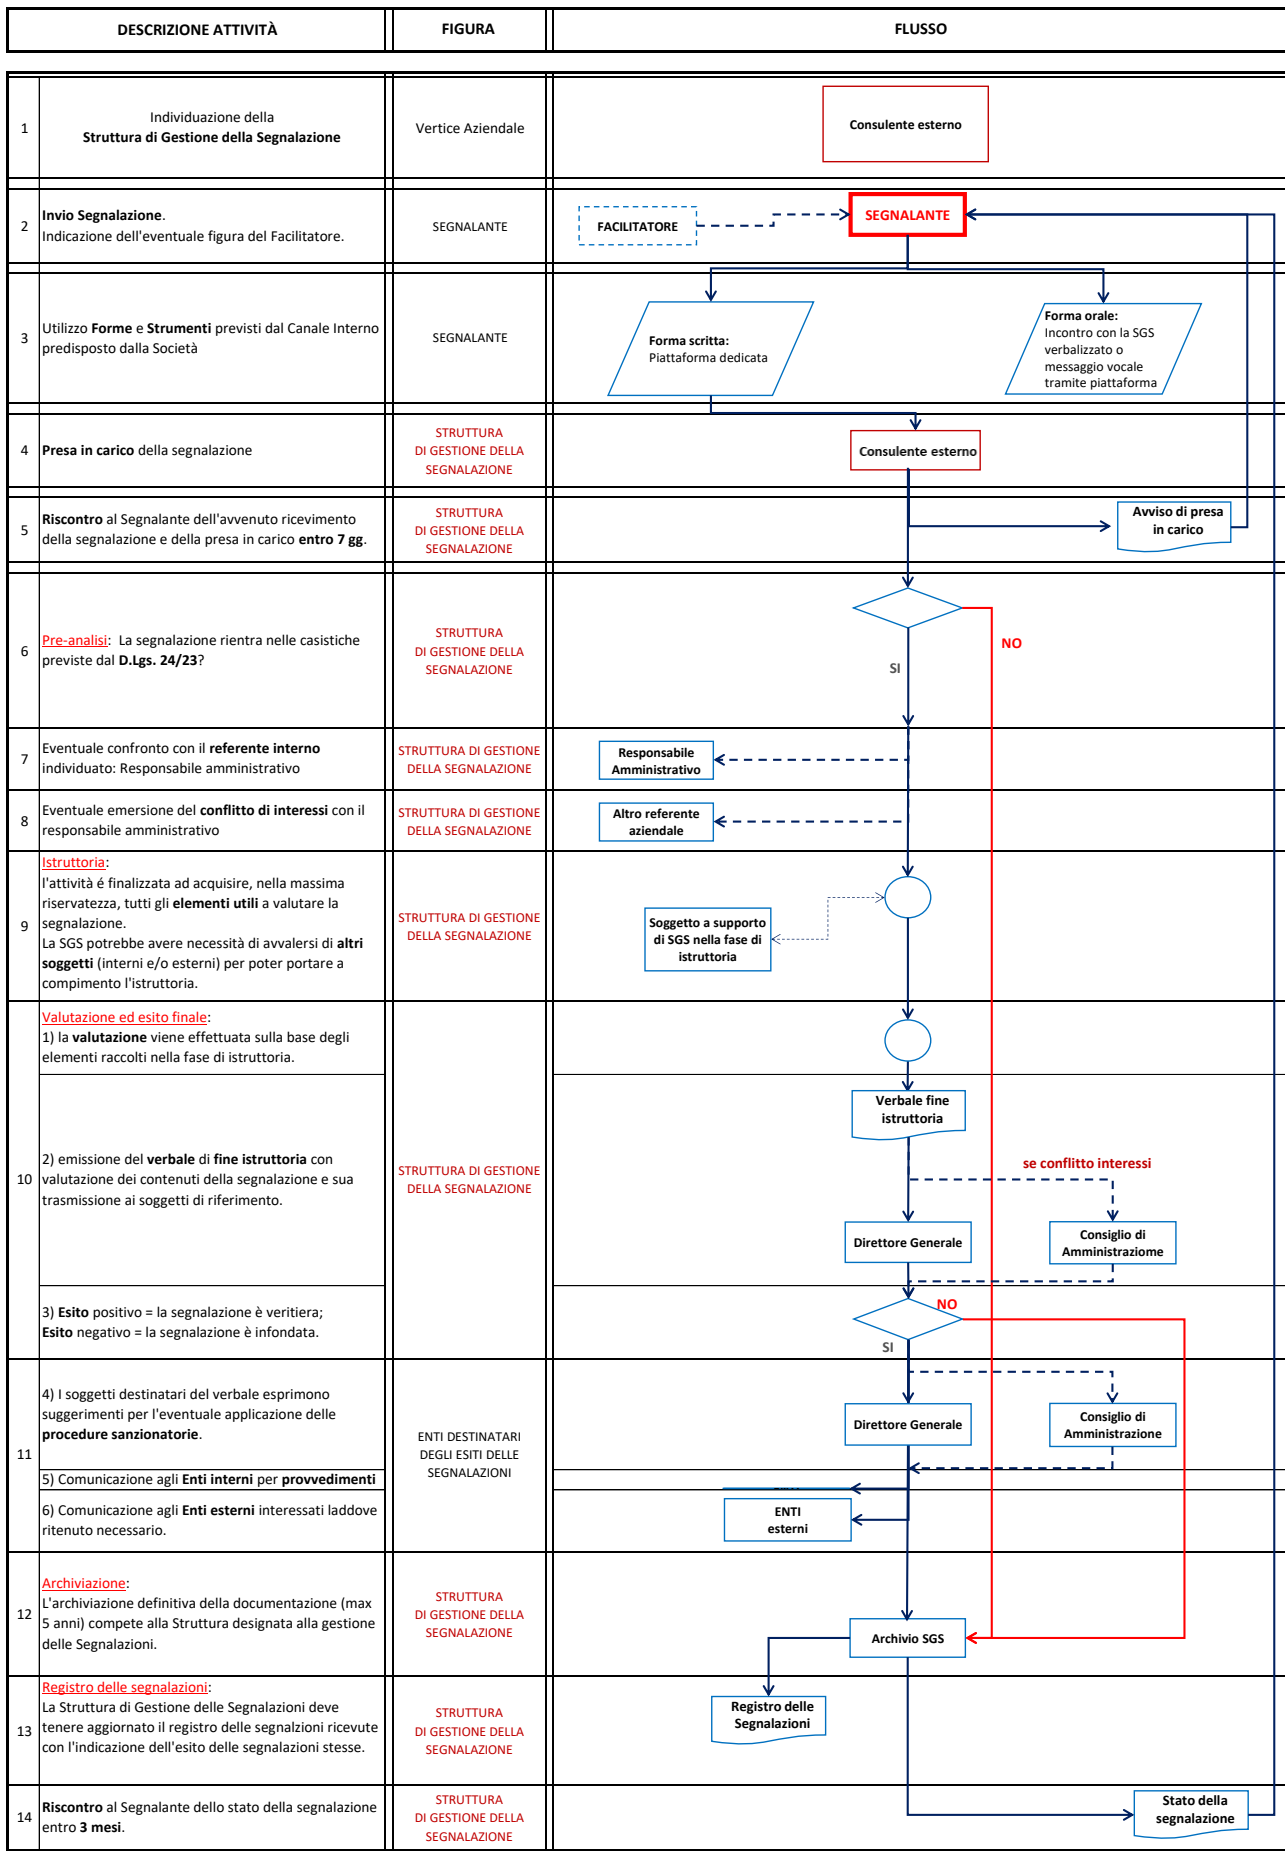 DESCRIZIONE ATTIVITÀ
FIGURA
FLUSSO
1
Individuazione della
Struttura di Gestione della Segnalazione
Vertice Aziendale
Consulente esterno
2
Invio Segnalazione.
Indicazione dell'eventuale figura del Facilitatore.
SEGNALANTE
FACILITATORE
SEGNALANTE
3
Utilizzo Forme e Strumenti previsti dal Canale Interno
predisposto dalla Società
SEGNALANTE
Forma scritta:
Piattaforma dedicata
Forma orale:
Incontro con la SGS
verbalizzato o
messaggio vocale
tramite piattaforma
4
Presa in carico della segnalazione
STRUTTURA
DI GESTIONE DELLA
SEGNALAZIONE
Consulente esterno
5
Riscontro al Segnalante dell'avvenuto ricevimento
della segnalazione e della presa in carico entro 7 gg.
STRUTTURA
DI GESTIONE DELLA
SEGNALAZIONE
Avviso di presa
in carico
6
Pre-analisi: La segnalazione rientra nelle casistiche
previste dal D.Lgs. 24/23?
STRUTTURA
DI GESTIONE DELLA
SEGNALAZIONE
NO
SI
7
Eventuale confronto con il referente interno
individuato: Responsabile amministrativo
STRUTTURA DI GESTIONE
DELLA SEGNALAZIONE
Responsabile
Amministrativo
8
Eventuale emersione del conflitto di interessi con il
responsabile amministrativo
STRUTTURA DI GESTIONE
DELLA SEGNALAZIONE
Altro referente
aziendale
9
Istruttoria:
l'attività é finalizzata ad acquisire, nella massima
riservatezza, tutti gli elementi utili a valutare la
segnalazione.
La SGS potrebbe avere necessità di avvalersi di altri
soggetti (interni e/o esterni) per poter portare a
compimento l'istruttoria.
STRUTTURA DI GESTIONE
DELLA SEGNALAZIONE
Soggetto a supporto
di SGS nella fase di
istruttoria
10
Valutazione ed esito finale:
1) la valutazione viene effettuata sulla base degli
elementi raccolti nella fase di istruttoria.
2) emissione del verbale di fine istruttoria con
valutazione dei contenuti della segnalazione e sua
trasmissione ai soggetti di riferimento.
3) Esito positivo = la segnalazione è veritiera;
Esito negativo = la segnalazione è infondata.
STRUTTURA DI GESTIONE
DELLA SEGNALAZIONE
Verbale fine
istruttoria
se conflitto interessi
Direttore Generale
Consiglio di
Amministraziome
NO
SI
11
4) I soggetti destinatari del verbale esprimono
suggerimenti per l'eventuale applicazione delle
procedure sanzionatorie.
5) Comunicazione agli Enti interni per provvedimenti
6) Comunicazione agli Enti esterni interessati laddove
ritenuto necessario.
ENTI DESTINATARI
DEGLI ESITI DELLE
SEGNALAZIONI
Direttore Generale
Consiglio di
Amministrazione
ENTI
esterni
12
Archiviazione:
L'archiviazione definitiva della documentazione (max
5 anni) compete alla Struttura designata alla gestione
delle Segnalazioni.
STRUTTURA
DI GESTIONE DELLA
SEGNALAZIONE
Archivio SGS
13
Registro delle segnalazioni:
La Struttura di Gestione delle Segnalazioni deve
tenere aggiornato il registro delle segnalzioni ricevute
con l'indicazione dell'esito delle segnalazioni stesse.
STRUTTURA
DI GESTIONE DELLA
SEGNALAZIONE
Registro delle
Segnalazioni
14
Riscontro al Segnalante dello stato della segnalazione
entro 3 mesi.
STRUTTURA
DI GESTIONE DELLA
SEGNALAZIONE
Stato della
segnalazione